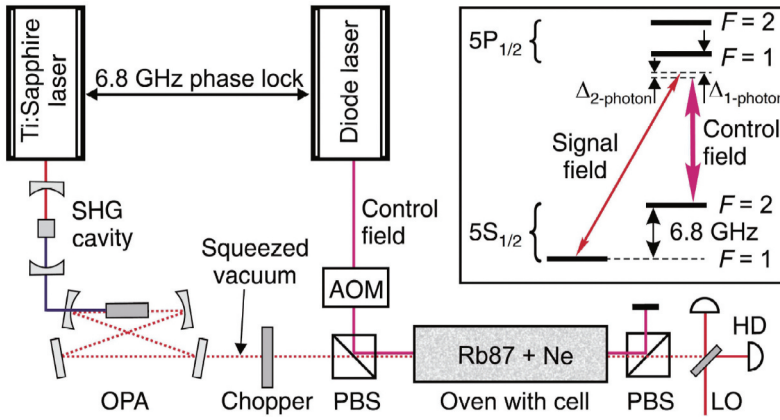 Ti:Sapphire
laser
6.8 GHz phase lock
Diode laser
SHG
cavity
Control
field
Squeezed
vacuum
AOM
OPA
Chopper
PBS
Rb87 + Ne
Oven with cell
PBS
LO
HD
5P1/2
F = 2
F = 1
Δ2-photon
Δ1-photon
Signal
field
Control
field
5S1/2
F = 2
6.8 GHz
F = 1